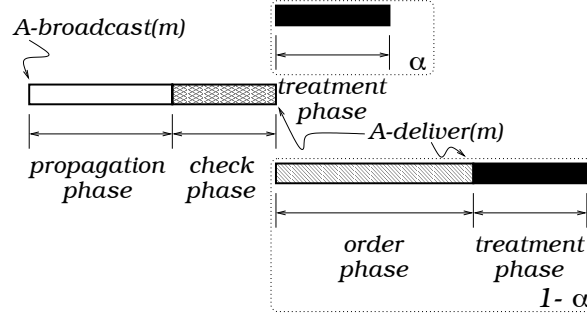 A-broadcast(m)
α
treatment
phase
A-deliver(m)
propagation
phase
check
phase
order
phase
treatment
phase
1- α